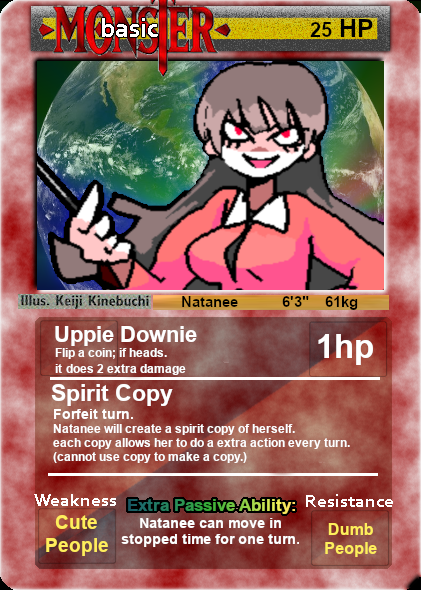 MONSTER
basic
25 HP
Illus. Keiji Kinebuchi
Natanee 6'3" 61kg
Uppie Downie
Flip a coin; if heads.
it does 2 extra damage
1hp
Spirit Copy
Forfeit turn.
Natanee will create a spirit copy of herself.
each copy allows her to do a extra action every turn.
(cannot use copy to make a copy.)
Weakness
Cute
People
Extra Passive Ability:
Natanee can move in
stopped time for one turn.
Resistance
Dumb
People